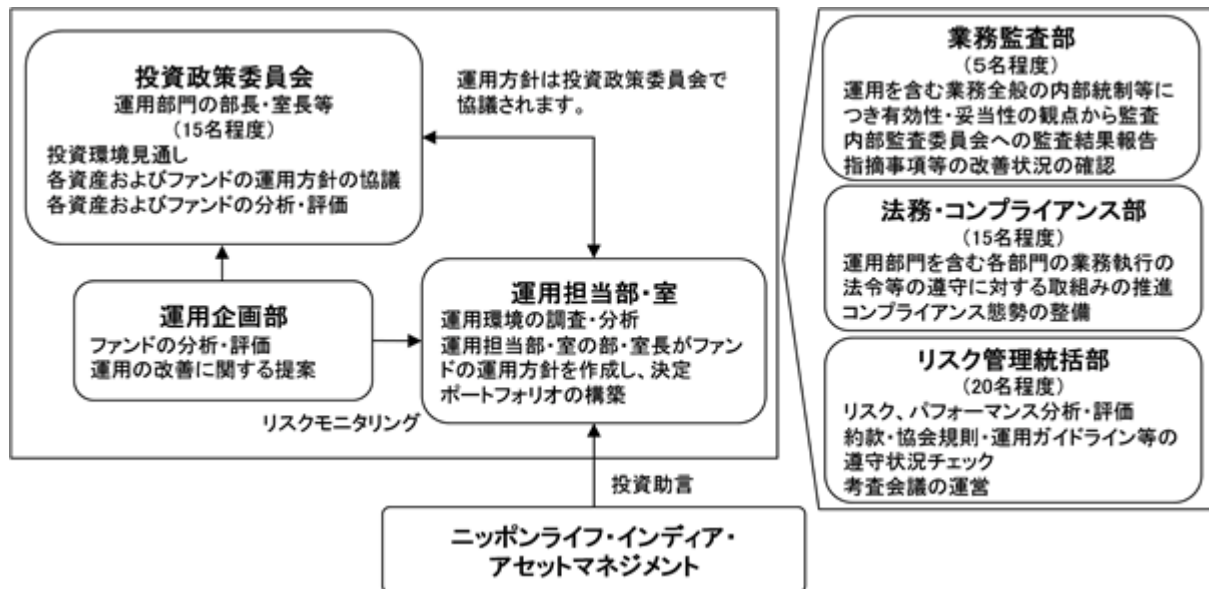 投資政策委員会
運用部門の部長・室長等
(15名程度)
投資環境見通し
各資産およびファンドの運用方針の協議
各資産およびファンドの分析・評価
運用方針は投資政策委員会で
協議されます。
運用企画部
ファンドの分析・評価
運用の改善に関する提案
リスクモニタリング
運用担当部・室
運用環境の調査・分析
運用担当部・室の部・室長がファン
ドの運用方針を作成し、決定
ポートフォリオの構築
投資助言
ニッポンライフ・インディア・
アセットマネジメント
業務監査部
(5名程度)
運用を含む業務全般の内部統制等に
つき有効性・妥当性の観点から監査
内部監査委員会への監査結果報告
指摘事項等の改善状況の確認
法務・コンプライアンス部
(15名程度)
運用部門を含む各部門の業務執行の
法令等の遵守に対する取組みの推進
コンプライアンス態勢の整備
リスク管理統括部
(20名程度)
リスク、パフォーマンス分析・評価
約款・協会規則・運用ガイドライン等の
遵守状況チェック
考査会議の運営